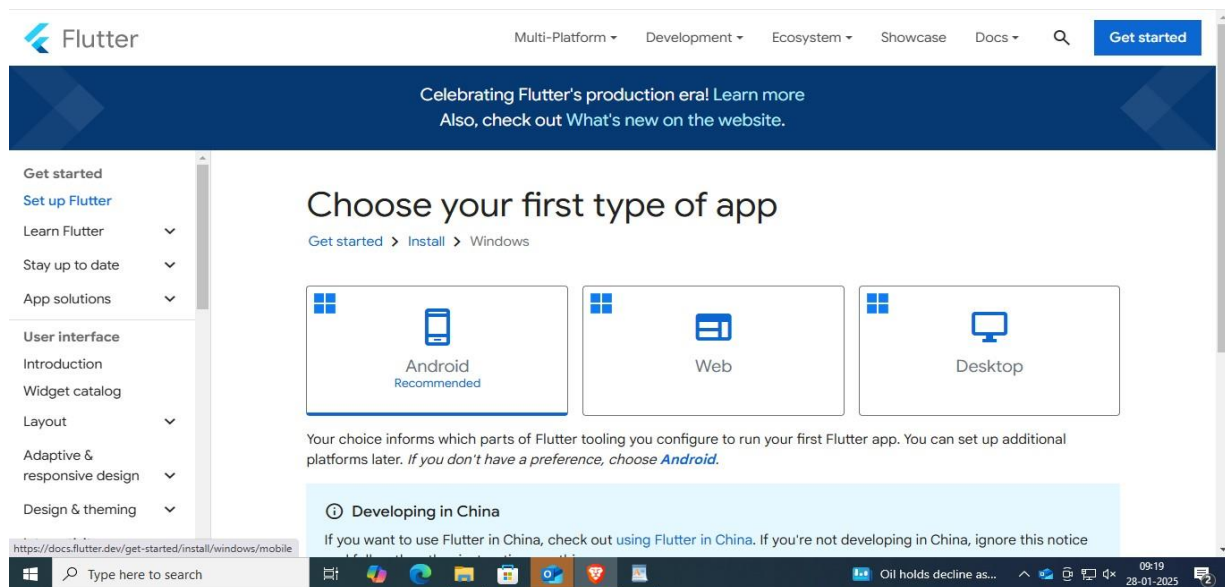 Flutter
Multi-Platform
Development
Ecosystem
Showcase
Docs
Get started
Celebrating Flutter's production era! Learn more
Also, check out What's new on the website.
Get started
Set up Flutter
Learn Flutter
Stay up to date
App solutions
User interface
Introduction
Widget catalog
Layout
Adaptive &
responsive design
Design & theming
Choose your first type of app
Get started > Install > Windows
Android
Recommended
Web
Desktop
Your choice informs which parts of Flutter tooling you configure to run your first Flutter app. You can set up additional
platforms later. If you don't have a preference, choose Android.
Developing in China
If you want to use Flutter in China, check out using Flutter in China. If you're not developing in China, ignore this notice
https://docs.flutter.dev/get-started/install/windows/mobile
Type here to search
Oil holds decline as...
09:19
28-01-2025